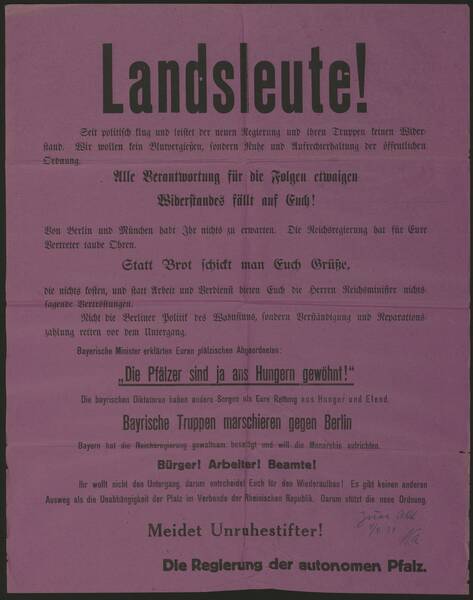 Landsleute!
Seit politisch klug und leistet der neuen Regierung und ihren Truppen keinen Wider-
stand. Wir wollen kein Blutvergießen, sondern Ruhe und Aufrechterhaltung der öffentlichen
Ordnung.
Alle Verantwortung für die Folgen etwaigen
Widerstandes fällt auf Euch!
Von Berlin und München habt Ihr nichts zu erwarten. Die Reichsregierung hat für Eure
Vertreter taube Ohren.
Statt Brot schickt man Euch Grüße,
die nichts kosten, und statt Arbeit und Verdienst bieten Euch die Herren Reichsminister nichts
sagende Vertröstungen.
Nicht die Berliner Politik des Wahnsinns, sondern Verständigung und Reparations
zahlung retten vor dem Untergang.
Bayerische Minister erklärten Euren pfälzischen Abgeordneten:
„Die Pfälzer sind ja ans Hungern gewöhnt!"
Die bayrischen Diktatoren haben andere Sorgen als Eure Rettung aus Hunger und Elend.
Bayrische Truppen marschieren gegen Berlin
Bayern hat die Reichsregierung gewaltsam beseitigt und will die Monarchie aufrichten.
Bürger! Arbeiter! Beamte!
Ihr wollt nicht den Untergang, darum entscheidet Euch für den Wiederaufbau! Es gibt keinen anderen
Ausweg als die Unabhängigkeit der Pfalz im Verbande der Rheinischen Republik. Darum stützt die neue Ordnung.
Meidet Unruhestifter!
Die Regierung der autonomen Pfalz.